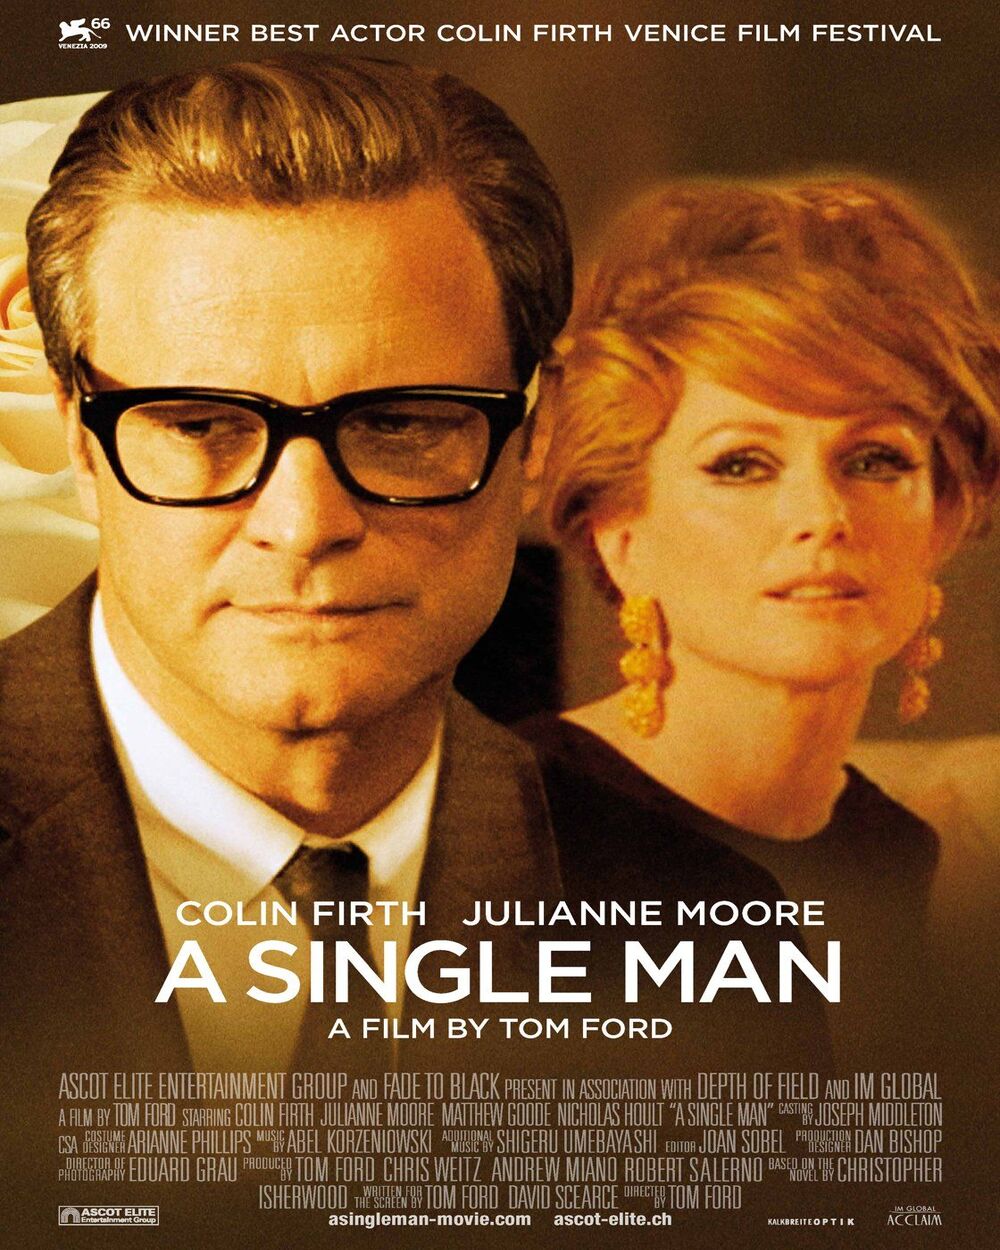 66
VENEZIA 2009
WINNER BEST ACTOR COLIN FIRTH VENICE FILM FESTIVAL
COLIN FIRTH JULIANNE MOORE
A SINGLE MAN
A FILM BY TOM FORD
ASCOT ELITE ENTERTAINMENT GROUP AND FADE TO BLACK PRESENT IN ASSOCIATION WITH DEPTH OF FIELD AND IM GLOBAL
A FILM BY TOM FORD STARRING COLIN FIRTH JULIANNE MOORE MATTHEW GOODE NICHOLAS HOULT "A SINGLE MAN" CASTING BY JOSEPH MIDDLETON
CSA COSTUME DESIGNER ARIANNE PHILLIPS MUSIC BY ABEL KORZENIOWSKI ADDITIONAL MUSIC BY SHIGERU UMEBAYASHI EDITOR JOAN SOBEL PRODUCTION DESIGNER DAN BISHOP
DIRECTOR OF PHOTOGRAPHY EDUARD GRAU PRODUCED BY TOM FORD CHRIS WEITZ ANDREW MIANO ROBERT SALERNO BASED ON THE NOVEL BY CHRISTOPHER
ISHERWOOD WRITTEN FOR THE SCREEN BY TOM FORD DAVID SCEARCE DIRECTED BY TOM FORD
ASCOT ELITE
Entertainment Group
asingleman-movie.com ascot-elite.ch
KALKBREITEOPTIK
IM GLOBAL
ACCLAIM